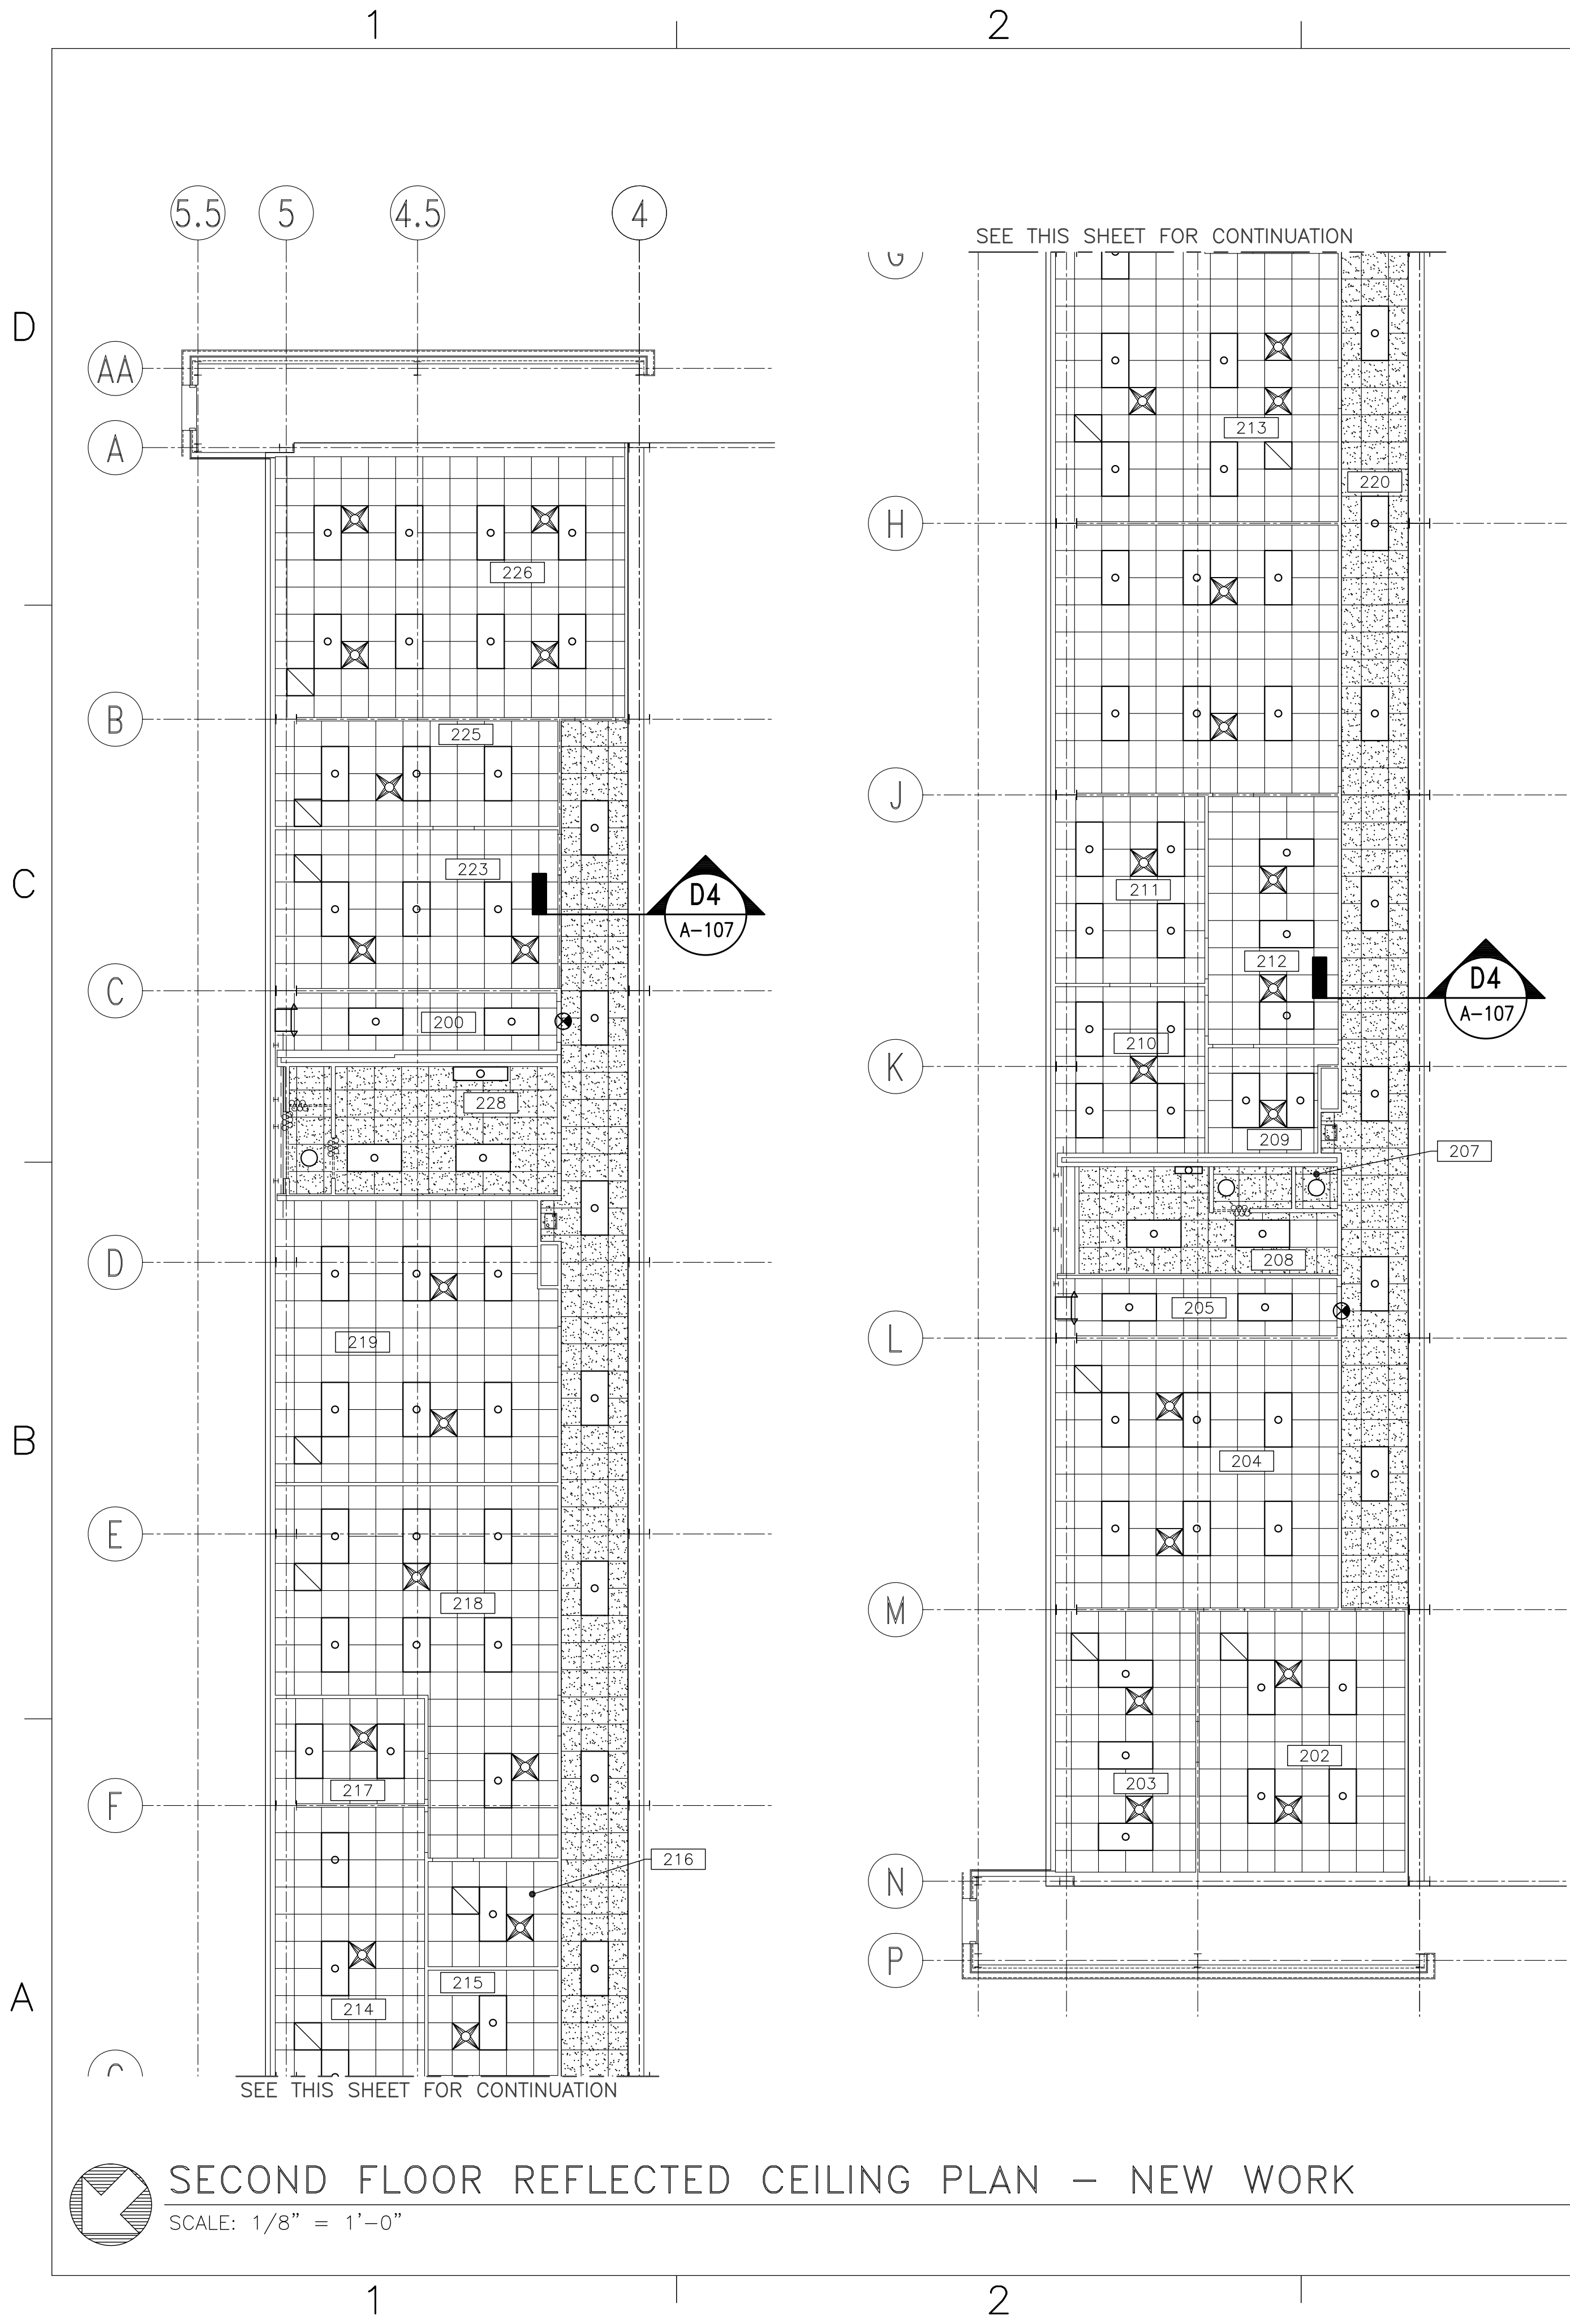 1
2
5.5
5
4.5
4
SEE THIS SHEET FOR CONTINUATION
G
D
AA
A
213
220
H
226
B
225
J
C
223
D4
A-107
211
212
D4
A-107
C
200
210
K
228
209
207
208
D
205
L
219
B
204
E
M
218
202
203
217
F
216
N
P
A
215
214
SEE THIS SHEET FOR CONTINUATION
SECOND FLOOR REFLECTED CEILING PLAN - NEW WORK
SCALE: 1/8" = 1'-0"
1
2